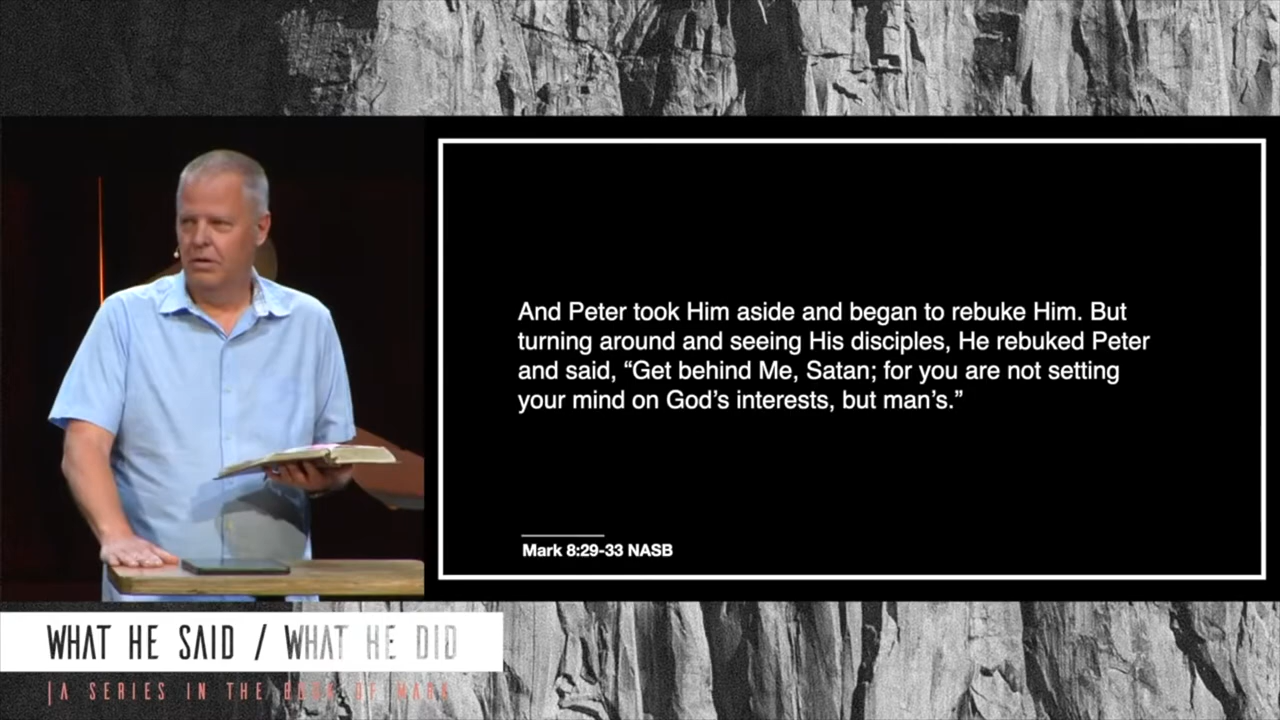 And Peter took Him aside and began to rebuke Him. But
turning around and seeing His disciples, He rebuked Peter
and said, “Get behind Me, Satan; for you are not setting
your mind on God’s interests, but man’s.”
Mark 8:29-33 NASB
WHAT HE SAID / WHAT HE DID
|A SERIES IN THE BOOK OF MARK